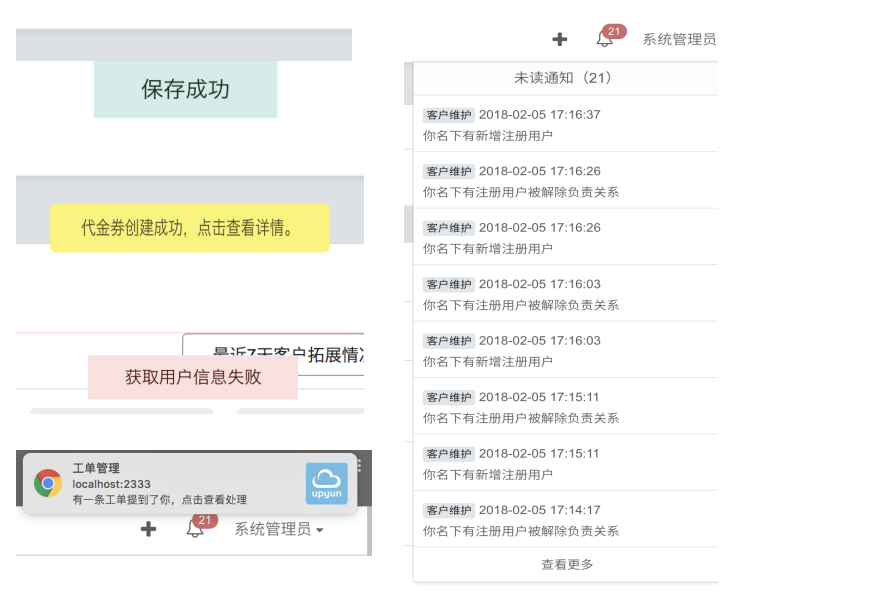 保存成功
代金券创建成功，点击查看详情。
最近7天客户拓展情况
获取用户信息失败
工单管理
localhost:2333
有一条工单提到了你，点击查看处理
upyun
21
系统管理员
21
系统管理员
未读通知（21）
客户维护 2018-02-05 17:16:37
你名下有新增注册用户
客户维护 2018-02-05 17:16:26
你名下有注册用户被解除负责关系
客户维护 2018-02-05 17:16:26
你名下有新增注册用户
客户维护 2018-02-05 17:16:03
你名下有注册用户被解除负责关系
客户维护 2018-02-05 17:16:03
你名下有新增注册用户
客户维护 2018-02-05 17:15:11
你名下有注册用户被解除负责关系
客户维护 2018-02-05 17:15:11
你名下有新增注册用户
客户维护 2018-02-05 17:14:17
你名下有注册用户被解除负责关系
查看更多